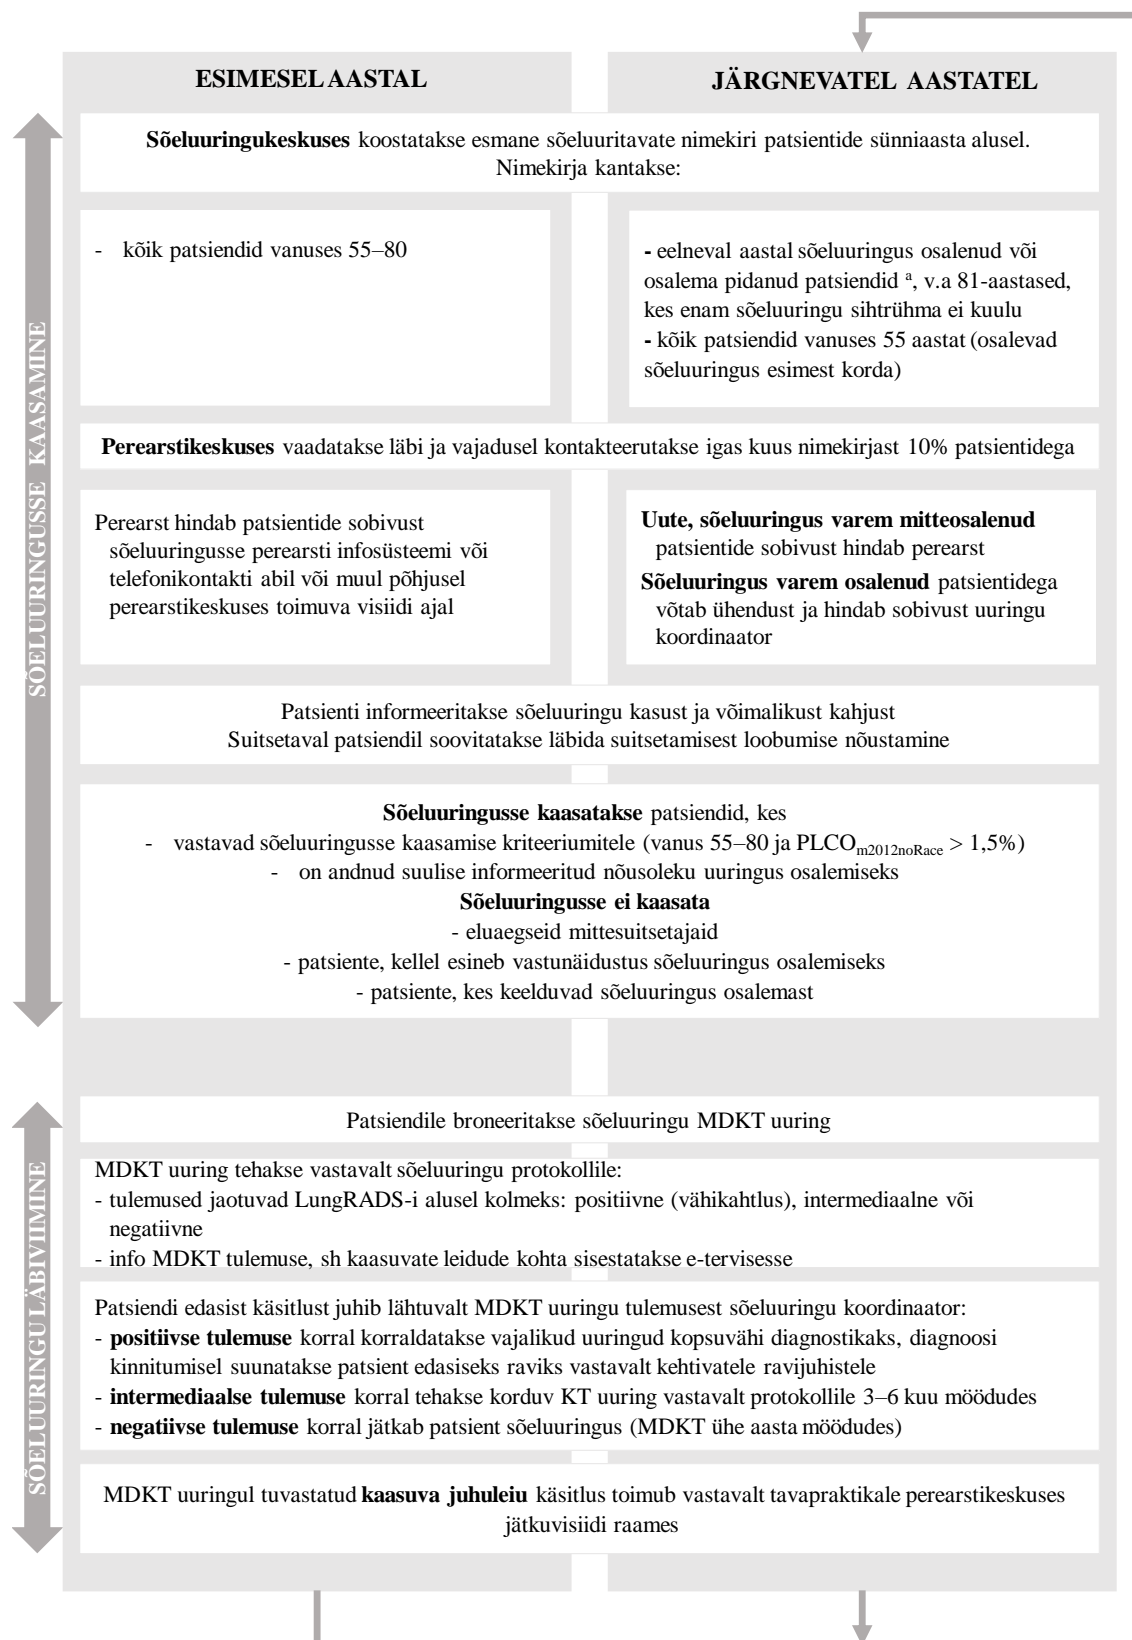 ESIMESEL AASTAL
JÄRGNEVATEL AASTATEL
SÕELUURINGUSSE KAASAMINE
Sõeluuringukeskuses koostatakse esmane sõeluuritavate nimekiri patsientide sünniaasta alusel.
Nimekirja kantakse:
- kõik patsiendid vanuses 55–80
- eelneval aastal sõeluuringus osalenud või
osalema pidanud patsiendid ᵃ, v.a 81-aastased,
kes enam sõeluuringu sihtrühma ei kuulu
- kõik patsiendid vanuses 55 aastat (osalevad
sõeluuringus esimest korda)
Perearstikeskuses vaadatakse läbi ja vajadusel kontakteerutakse igas kuus nimekirjast 10% patsientidega
Perearst hindab patsientide sobivust
sõeluuringusse perearsti infosüsteemi või
telefonikontakti abil või muul põhjusel
perearstikeskuses toimuva visiidi ajal
Uute, sõeluuringus varem mitteosalenud
patsientide sobivust hindab perearst
Sõeluuringus varem osalenud patsientidega
võtab ühendust ja hindab sobivust uuringu
koordinaator
Patsienti informeeritakse sõeluuringu kasust ja võimalikust kahjust
Suitsetaval patsiendil soovitatakse läbida suitsetamisest loobumise nõustamine
Sõeluuringusse kaasatakse patsiendid, kes
- vastavad sõeluuringusse kaasamise kriteeriumitele (vanus 55–80 ja PLCOm2012noRace > 1,5%)
- on andnud suulise informeeritud nõusoleku uuringus osalemiseks
Sõeluuringusse ei kaasata
- eluaegseid mittesuitsetajaid
- patsiente, kellel esineb vastunäidustus sõeluuringus osalemiseks
- patsiente, kes keelduvad sõeluuringus osalemast
SÕELUURINGU LÄBIVIIMINE
Patsiendile broneeritakse sõeluuringu MDKT uuring
MDKT uuring tehakse vastavalt sõeluuringu protokollile:
- tulemused jaotuvad LungRADS-i alusel kolmeks: positiivne (vähikahtlus), intermediaalne või
negatiivne
- info MDKT tulemuse, sh kaasuvate leidude kohta sisestatakse e-tervisesse
Patsiendi edasist käsitlust juhib lähtuvalt MDKT uuringu tulemusest sõeluuringu koordinaator:
- positiivse tulemuse korral korraldatakse vajalikud uuringud kopsuvähi diagnostikaks, diagnoosi
kinnitumisel suunatakse patsient edasiseks raviks vastavalt kehtivatele ravijuhistele
- intermediaalse tulemuse korral tehakse korduv KT uuring vastavalt protokollile 3–6 kuu möödudes
- negatiivse tulemuse korral jätkab patsient sõeluuringus (MDKT ühe aasta möödudes)
MDKT uuringul tuvastatud kaasuva juhuleiu käsitlus toimub vastavalt tavapraktikale perearstikeskuses
jätkuvisiidi raames